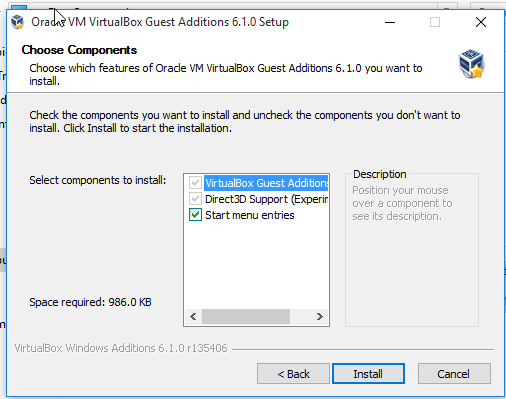 Oracle VM VirtualBox Guest Additions 6.1.0 Setup
Choose Components
Choose which features of Oracle VM VirtualBox Guest Additions 6.1.0 you want to
install.
Check the components you want to install and uncheck the components you don't want to
install. Click Install to start the installation.
Select components to install:
VirtualBox Guest Additions
Direct3D Support (Experir
Start menu entries
Description
Position your mouse
over a component to
see its description.
Space required: 986.0 KB
VirtualBox Windows Additions 6.1.0 r135406
< Back
Install
Cancel